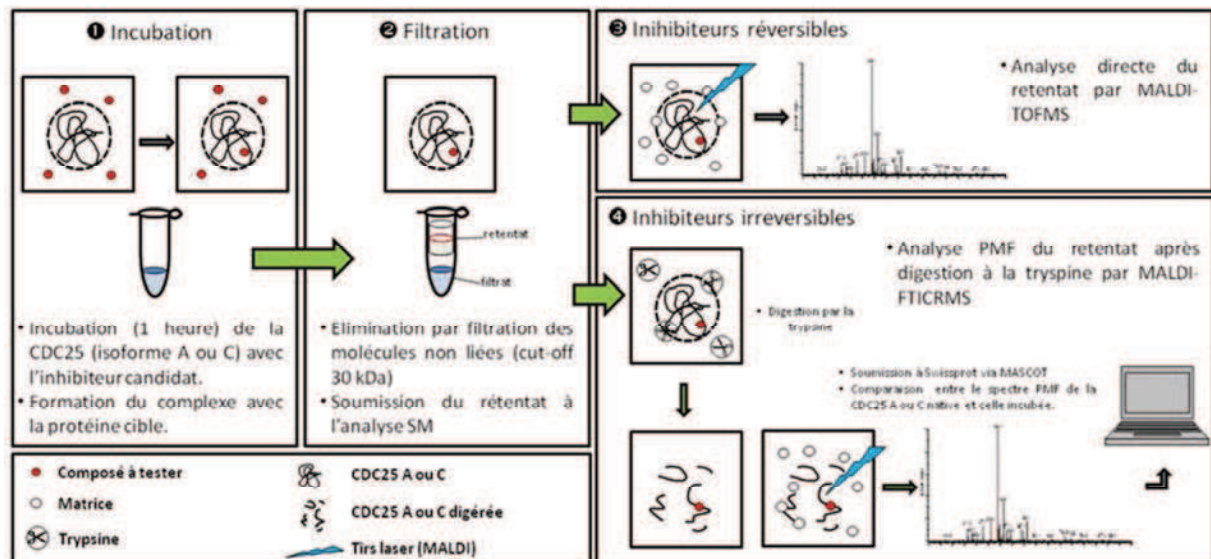 ❶ Incubation
• Incubation (1 heure) de la
CDC25 (isoforme A ou C) avec
l'inhibiteur candidat.
• Formation du complexe avec
la protéine cible.
❷ Filtration
retentat
filtrat
• Elimination par filtration des
molécules non liées (cut-off
30 kDa)
• Soumission du rétentat à
l'analyse SM
❸ Inihibiteurs réversibles
• Analyse directe du
retentat par MALDI-
TOFMS
❹ Inhibiteurs irreversibles
• Analyse PMF du retentat après
digestion à la tryspine par MALDI-
FTICRMS
• Digestion par la
trypsine
• Soumission à Swissprot via MASCOT
• Comparaison entre le spectre PMF de la
CDC25 A ou C native et celle incubée.
Composé à tester
Matrice
Trypsine
CDC25 A ou C
CDC25 A ou C digérée
Tirs laser (MALDI)